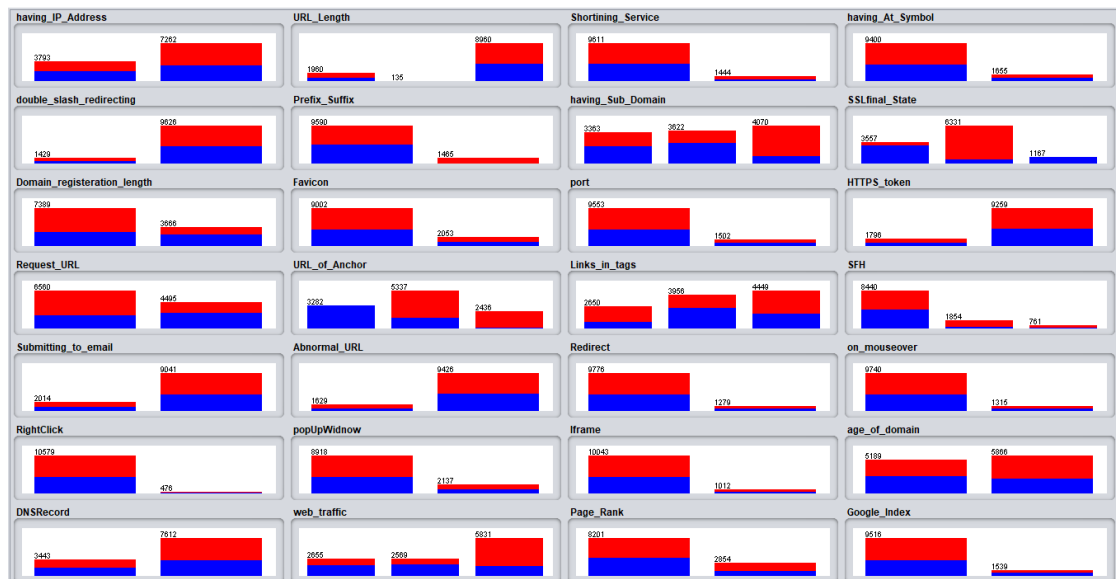 having_IP_Address URL_Length Shortining_Service having_At_Symbol
3793 7262 1960 135 8960 9611 1444 9400 1655
double_slash_redirecting Prefix_Suffix having_Sub_Domain SSLfinal_State
1429 9626 9590 1465 3363 3622 4070 3557 6331 1167
Domain_registeration_length Favicon port HTTPS_token
7389 3666 9002 2053 9553 1502 1796 9259
Request_URL URL_of_Anchor Links_in_tags SFH
6560 4495 3282 5337 2436 2650 3956 4449 8440 1854 761
Submitting_to_email Abnormal_URL Redirect on_mouseover
2014 9041 1629 9426 9776 1279 9740 1315
RightClick popUpWidnow Iframe age_of_domain
10579 476 8918 2137 10043 1012 5189 5866
DNSRecord web_traffic Page_Rank Google_Index
3443 7612 2655 2569 5831 8201 2854 9516 1539